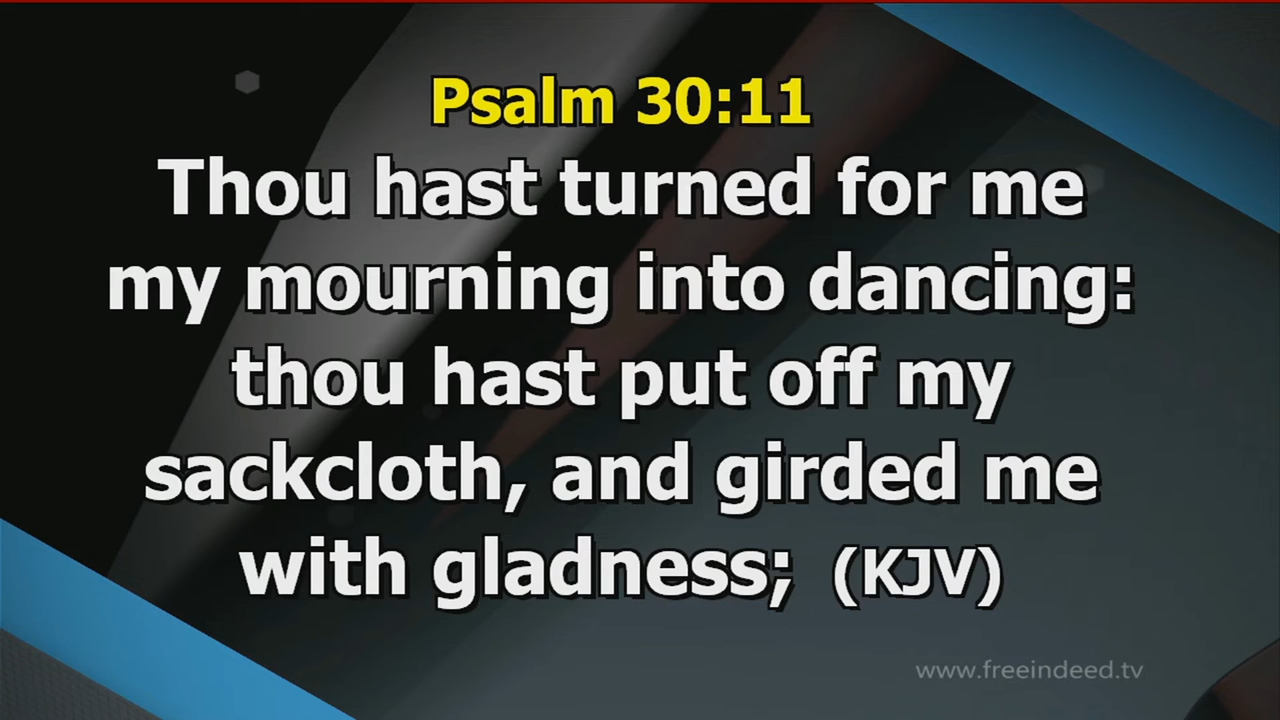 Psalm 30:11
Thou hast turned for me
my mourning into dancing:
thou hast put off my
sackcloth, and girded me
with gladness; (KJV)
www.freeindeed.tv